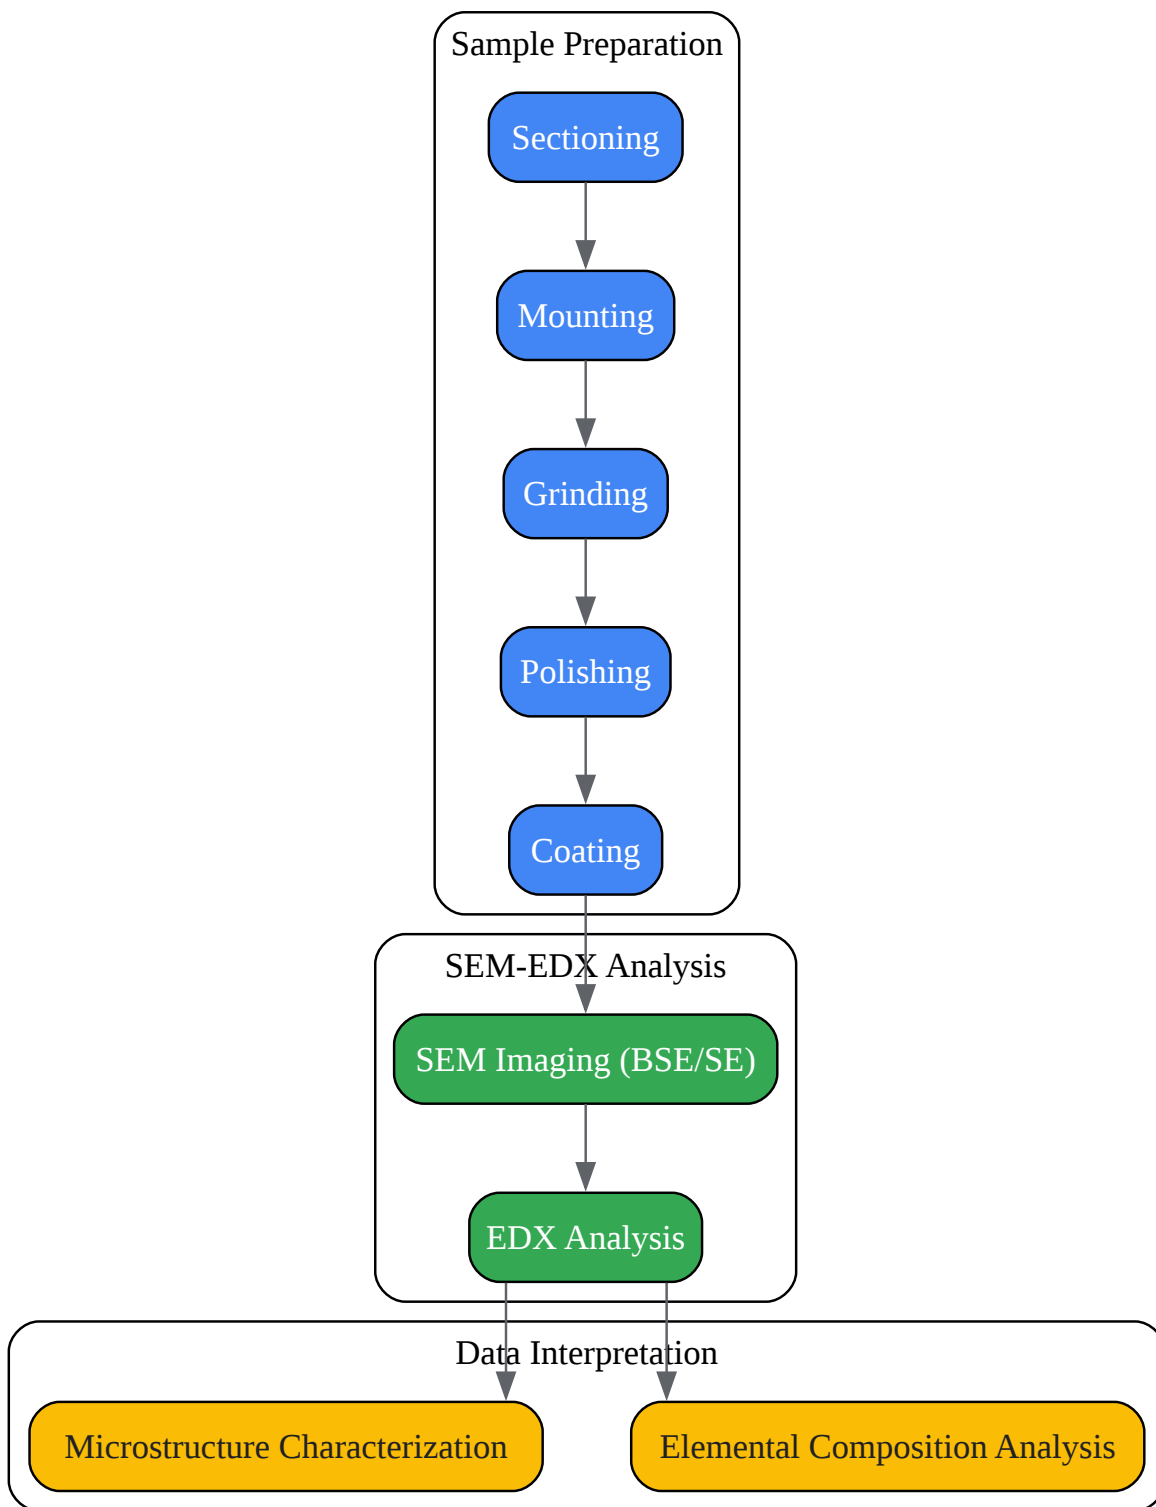 Sample Preparation
Sectioning
Mounting
Grinding
Polishing
Coating
SEM-EDX Analysis
SEM Imaging (BSE/SE)
EDX Analysis
Data Interpretation
Microstructure Characterization
Elemental Composition Analysis